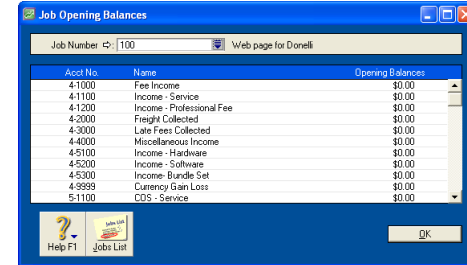 Job Opening Balances
Job Number ⇨: 100 Web page for Donelli
Acct No. Name Opening Balances
4-1000 Fee Income $0.00
4-1100 Income - Service $0.00
4-1200 Income - Professional Fee $0.00
4-2000 Freight Collected $0.00
4-3000 Late Fees Collected $0.00
4-4000 Miscellaneous Income $0.00
4-5100 Income - Hardware $0.00
4-5200 Income - Software $0.00
4-5300 Income- Bundle Set $0.00
4-9999 Currency Gain Loss $0.00
5-1100 COS - Service $0.00
Help F1 Jobs List OK